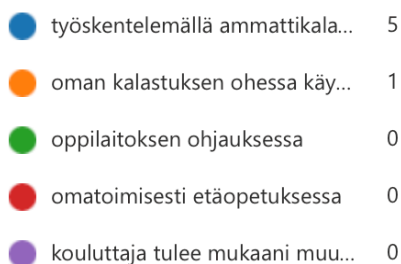 työskentelemällä ammattikala... 5
oman kalastuksen ohessa käy... 1
oppilaitoksen ohjauksessa 0
omatoimisesti etäopetuksessa 0
kouluttaja tulee mukaani muu... 0